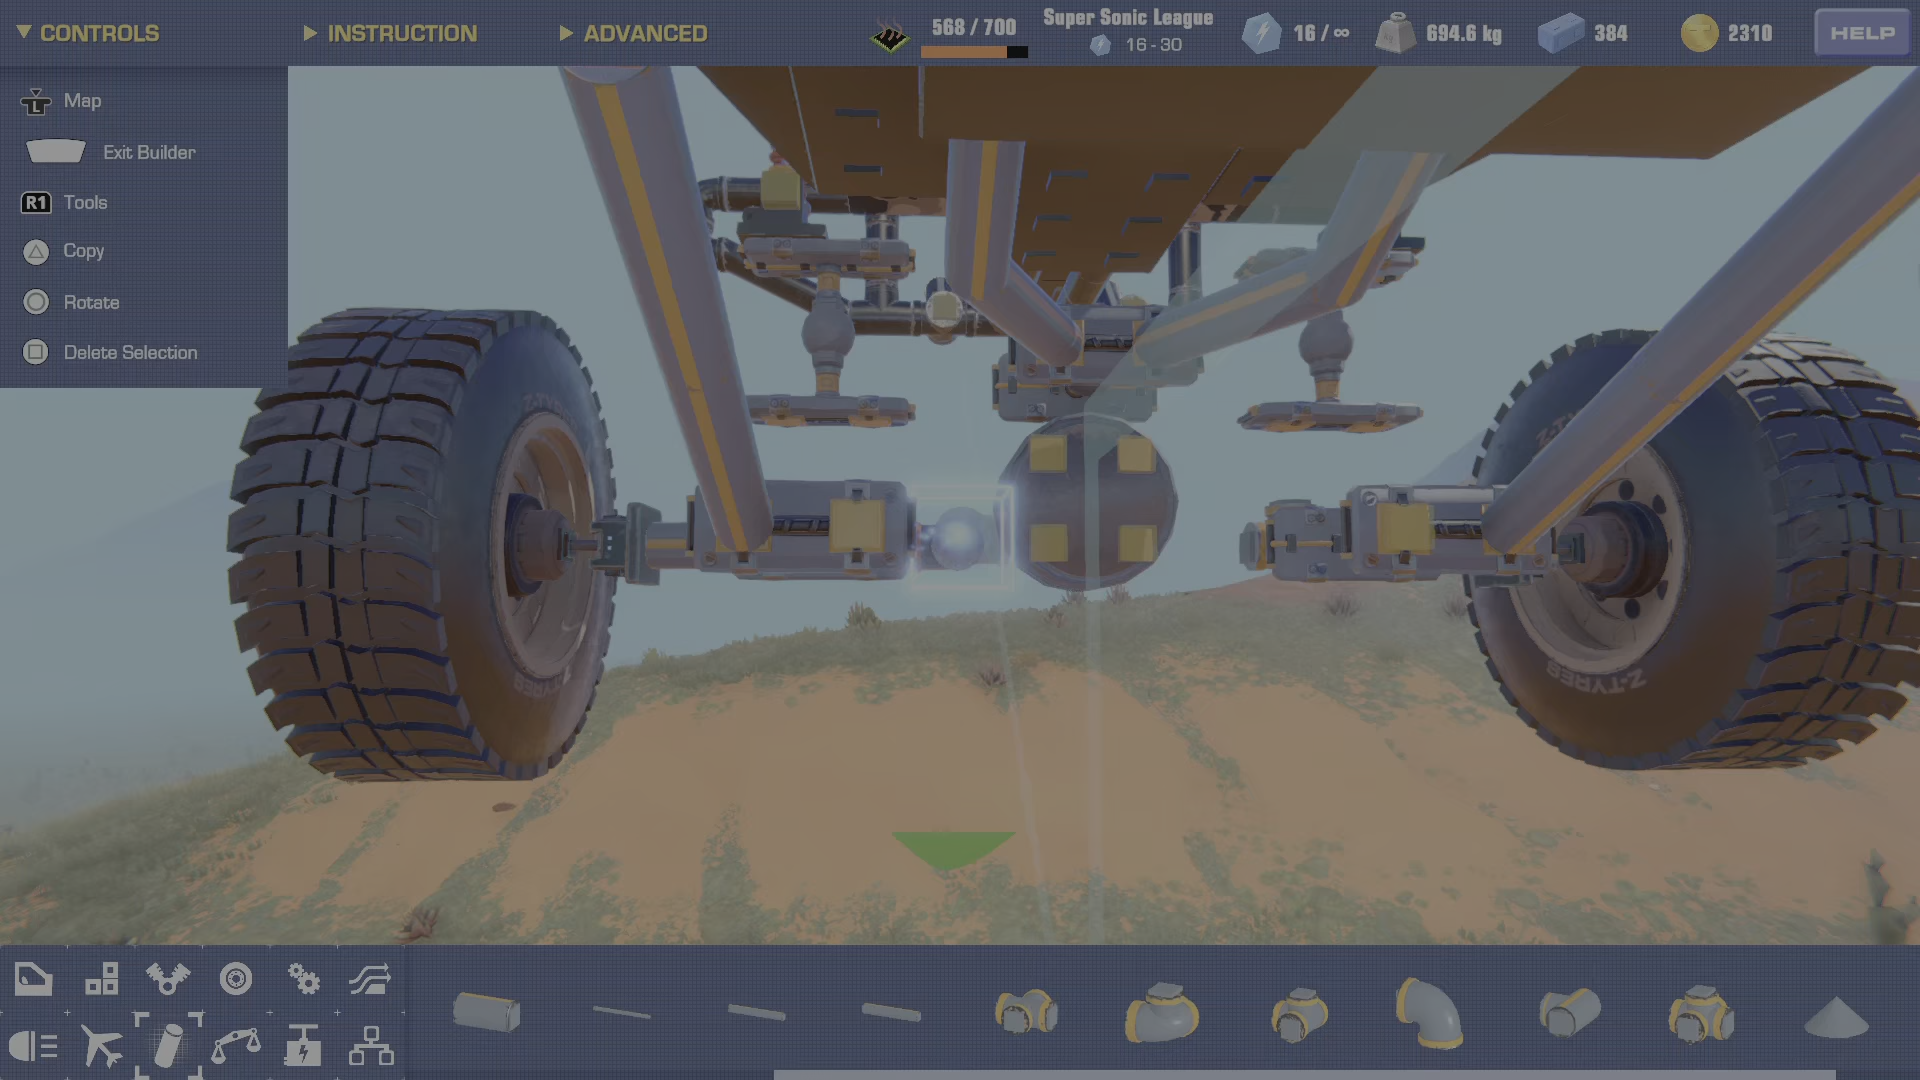 CONTROLS
INSTRUCTION
ADVANCED
568 / 700
Super Sonic League
16 - 30
16 / ∞
694.6 kg
384
2310
HELP
L Map
Exit Builder
R1 Tools
Copy
Rotate
Delete Selection
Z-TYRES